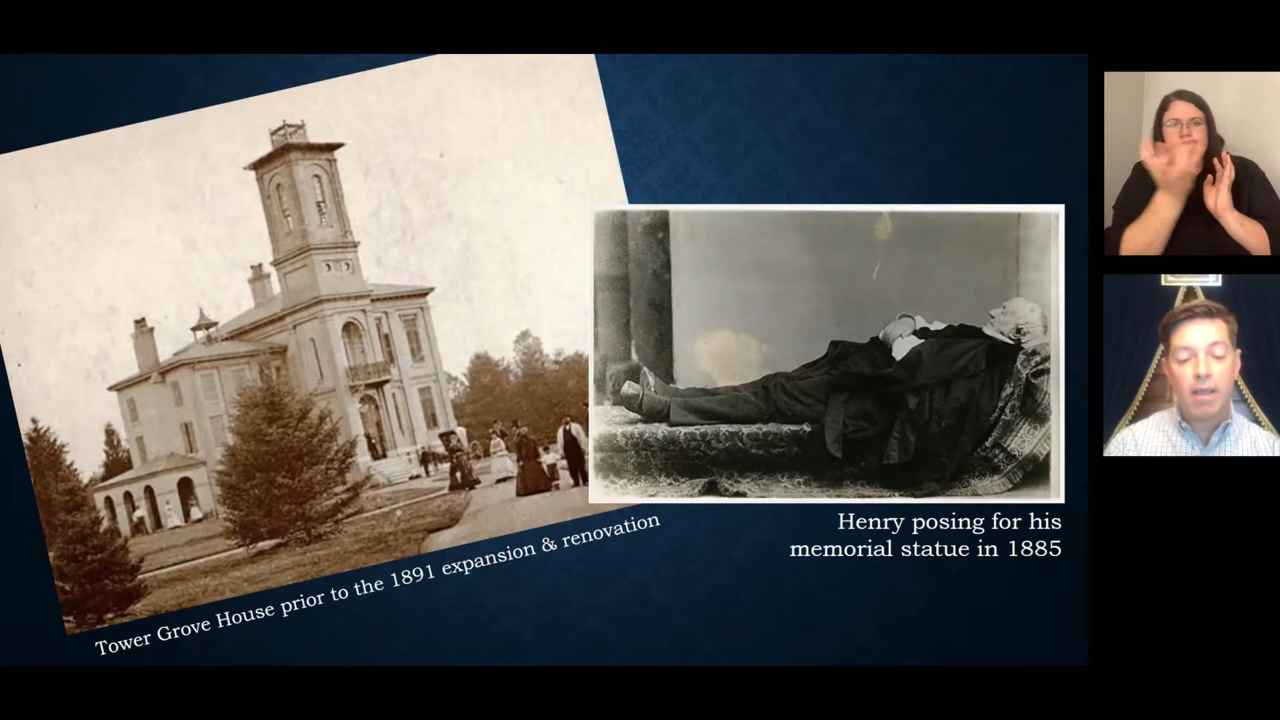 Tower Grove House prior to the 1891 expansion & renovation
Henry posing for his
memorial statue in 1885